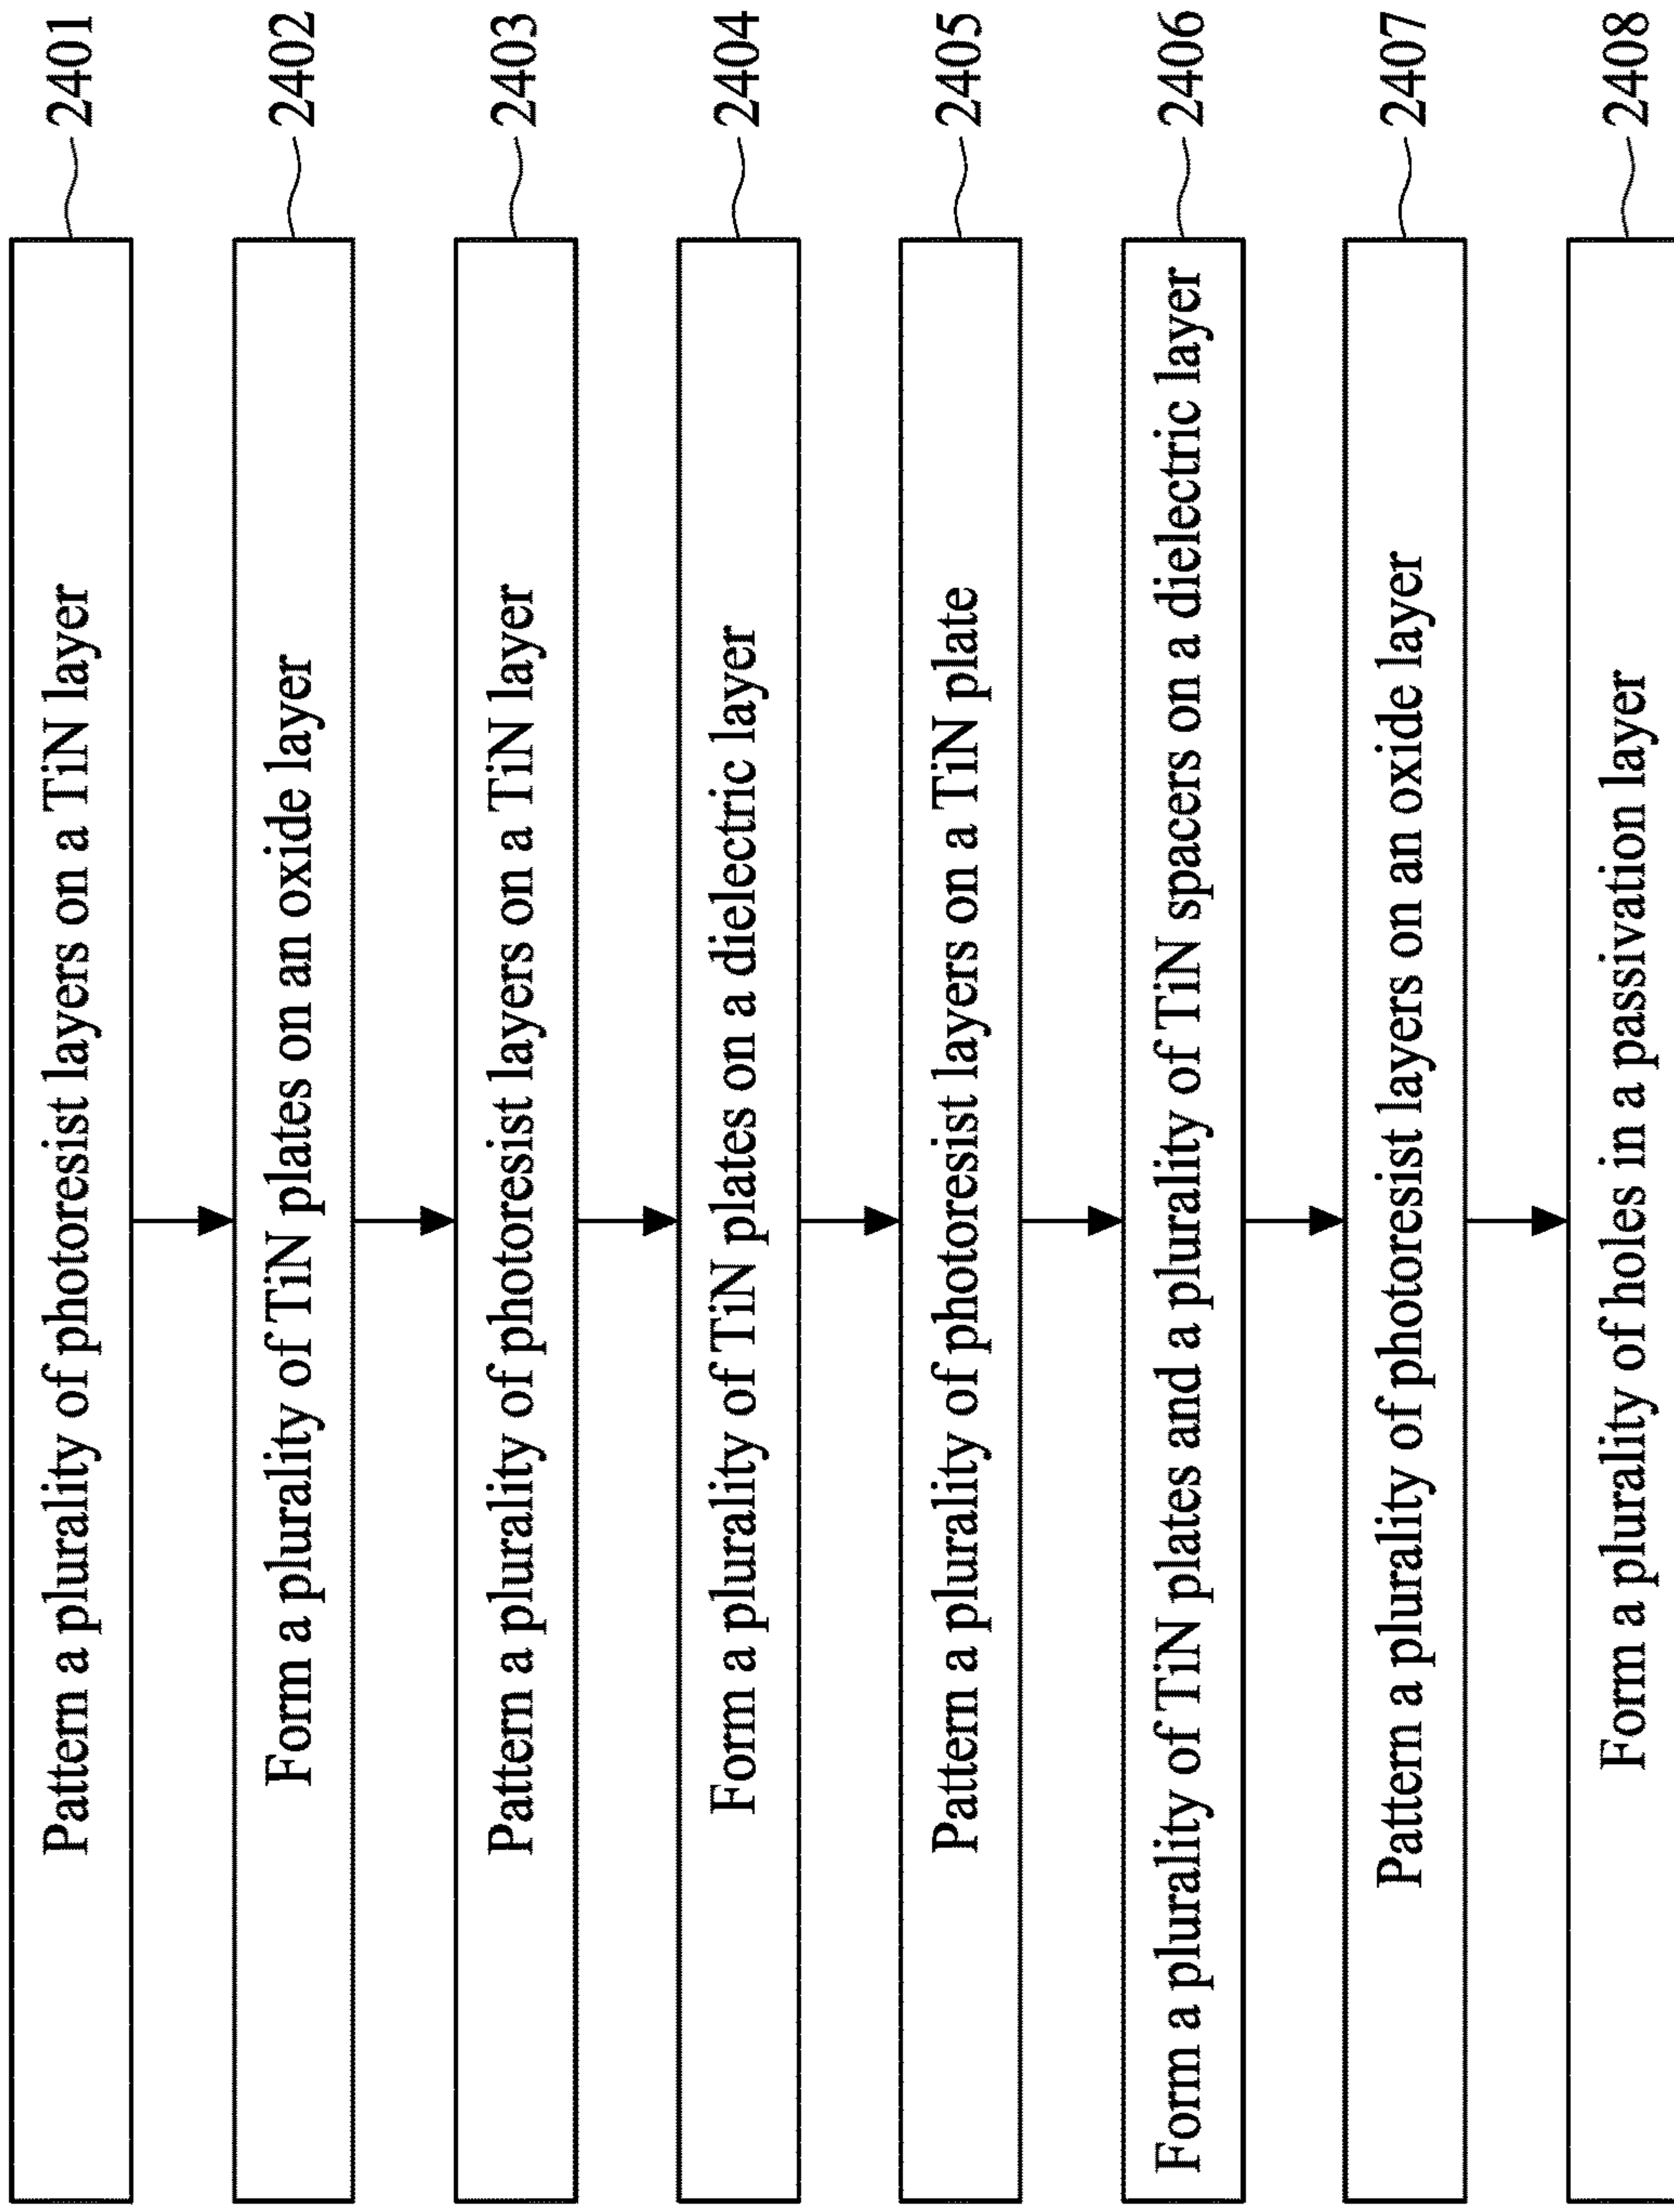 Pattern a plurality of photoresist layers on a TiN layer
2401
Form a plurality of TiN plates on an oxide layer
2402
Pattern a plurality of photoresist layers on a TiN layer
2403
Form a plurality of TiN plates on a dielectric layer
2404
Pattern a plurality of photoresist layers on a TiN plate
2405
Form a plurality of TiN plates and a plurality of TiN spacers on a dielectric layer
2406
Pattern a plurality of photoresist layers on an oxide layer
2407
Form a plurality of holes in a passivation layer
2408